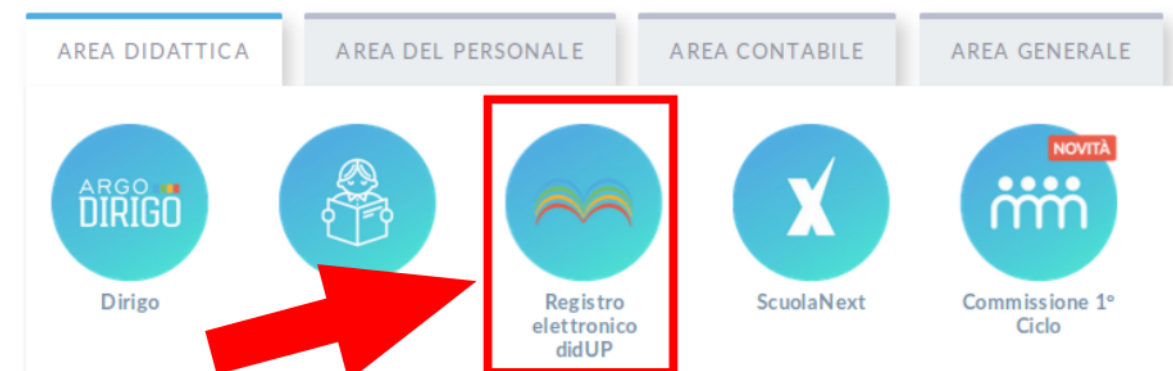 AREA DIDATTICA
AREA DEL PERSONALE
AREA CONTABILE
AREA GENERALE
ARGO
DIRIGO
NOVITÀ
Dirigo
Registro
elettronico
didUP
ScuolaNext
Commissione 1°
Ciclo